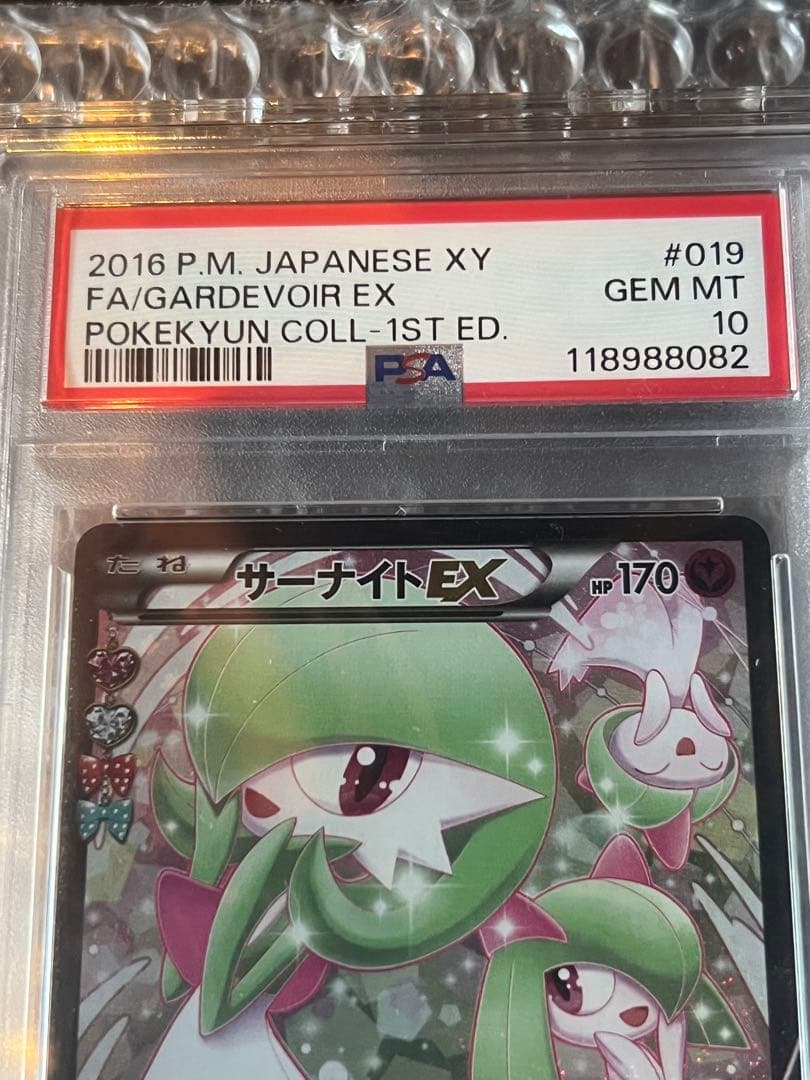 2016 P.M. JAPANESE XY #019
FA/GARDEVOIR EX GEM MT
POKEKYUN COLL-1ST ED. 10
PSA 118988082
たね サーナイトEX HP170